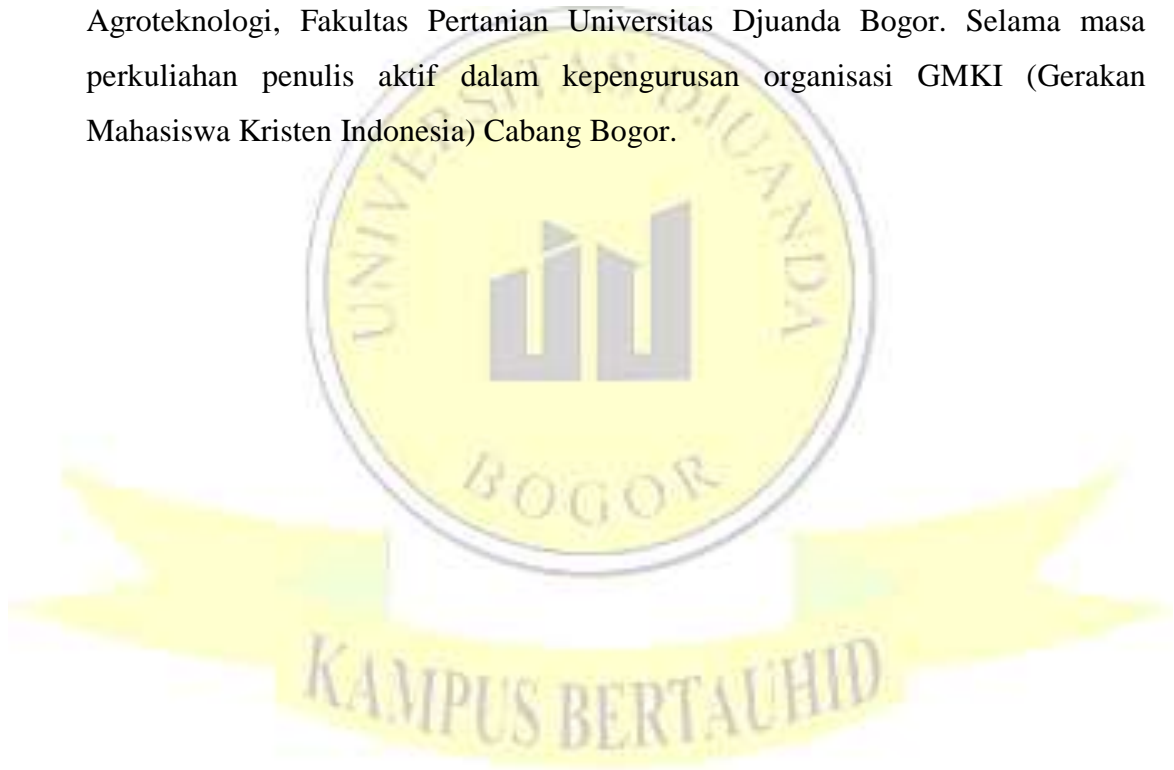 Agroteknologi, Fakultas Pertanian Universitas Djuanda Bogor. Selama masa
perkuliahan penulis aktif dalam kepengurusan organisasi GMKI (Gerakan
Mahasiswa Kristen Indonesia) Cabang Bogor.
UNIVERSITAS DJUANDA
BOGOR
KAMPUS BERTAUHID